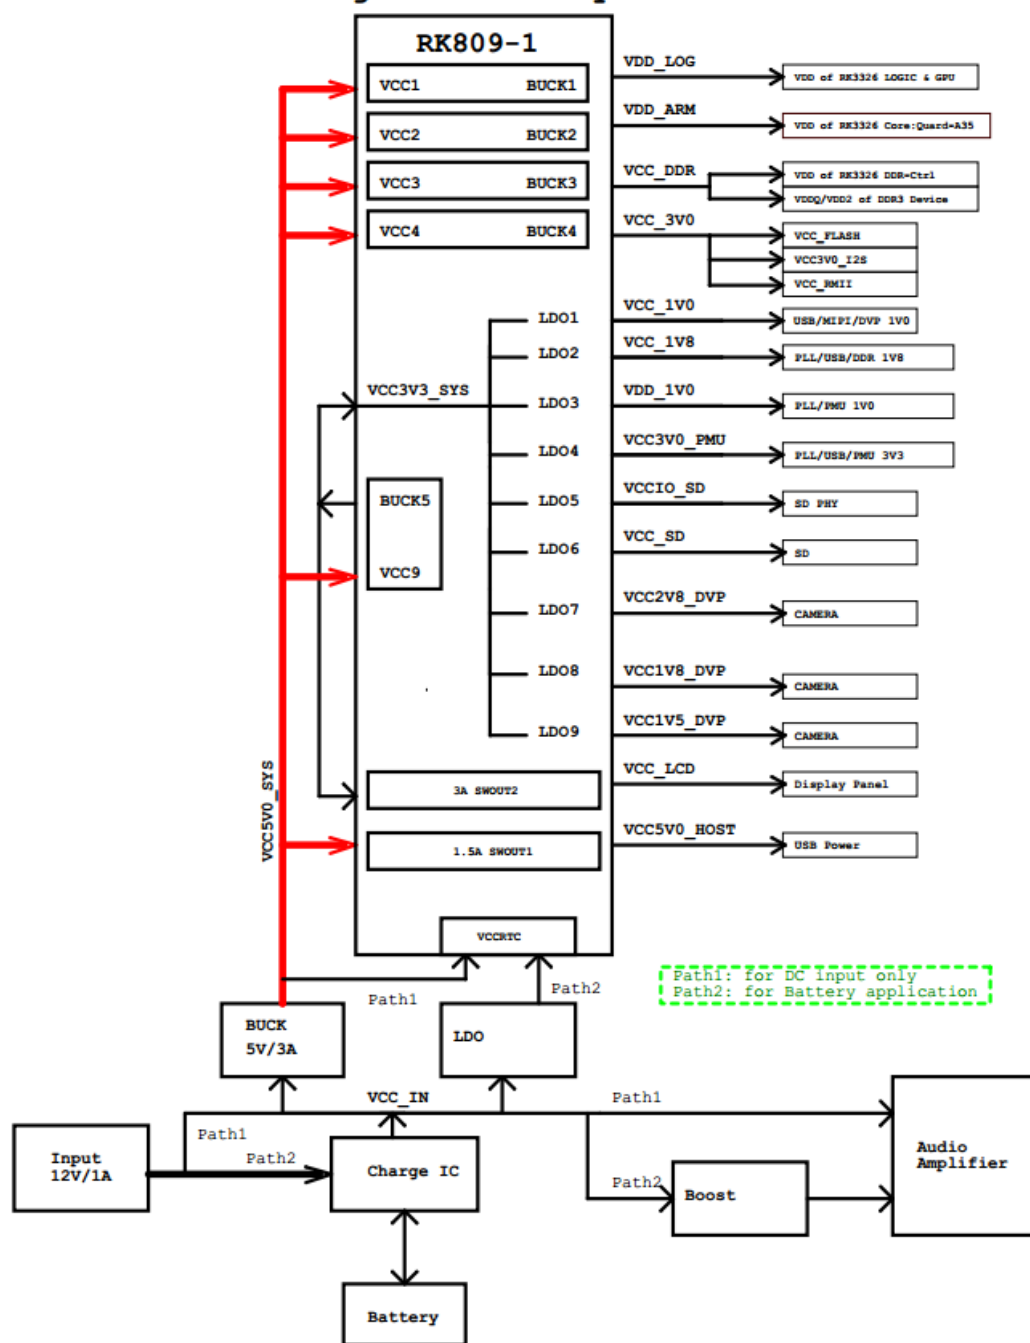 RK809-1
VCC1 BUCK1
VCC2 BUCK2
VCC3 BUCK3
VCC4 BUCK4
VDD_LOG
VDD of RK3326 LOGIC & GPU
VDD_ARM
VDD of RK3326 Core:Quard=A35
VCC_DDR
VDD of RK3326 DDR=Ctrl
VDDQ/VDD2 of DDR3 Device
VCC_3V0
VCC_FLASH
VCC3V0_I2S
VCC_RMII
LDO1
VCC_1V0
USB/MIPI/DVP 1V0
LDO2
VCC_1V8
PLL/USB/DDR 1V8
VCC3V3_SYS
LDO3
VDD_1V0
PLL/PMU 1V0
LDO4
VCC3V0_PMU
PLL/USB/PMU 3V3
BUCK5
VCC9
LDO5
VCCIO_SD
SD PHY
LDO6
VCC_SD
SD
LDO7
VCC2V8_DVP
CAMERA
LDO8
VCC1V8_DVP
CAMERA
LDO9
VCC1V5_DVP
CAMERA
3A SWOUT2
VCC_LCD
Display Panel
1.5A SWOUT1
VCC5V0_HOST
USB Power
VCC5V0_SYS
VCCRTC
Path1
Path2
Path1: for DC input only
Path2: for Battery application
BUCK
5V/3A
LDO
VCC_IN
Path1
Input
12V/1A
Path1
Path2
Charge IC
Path2
Boost
Audio
Amplifier
Battery